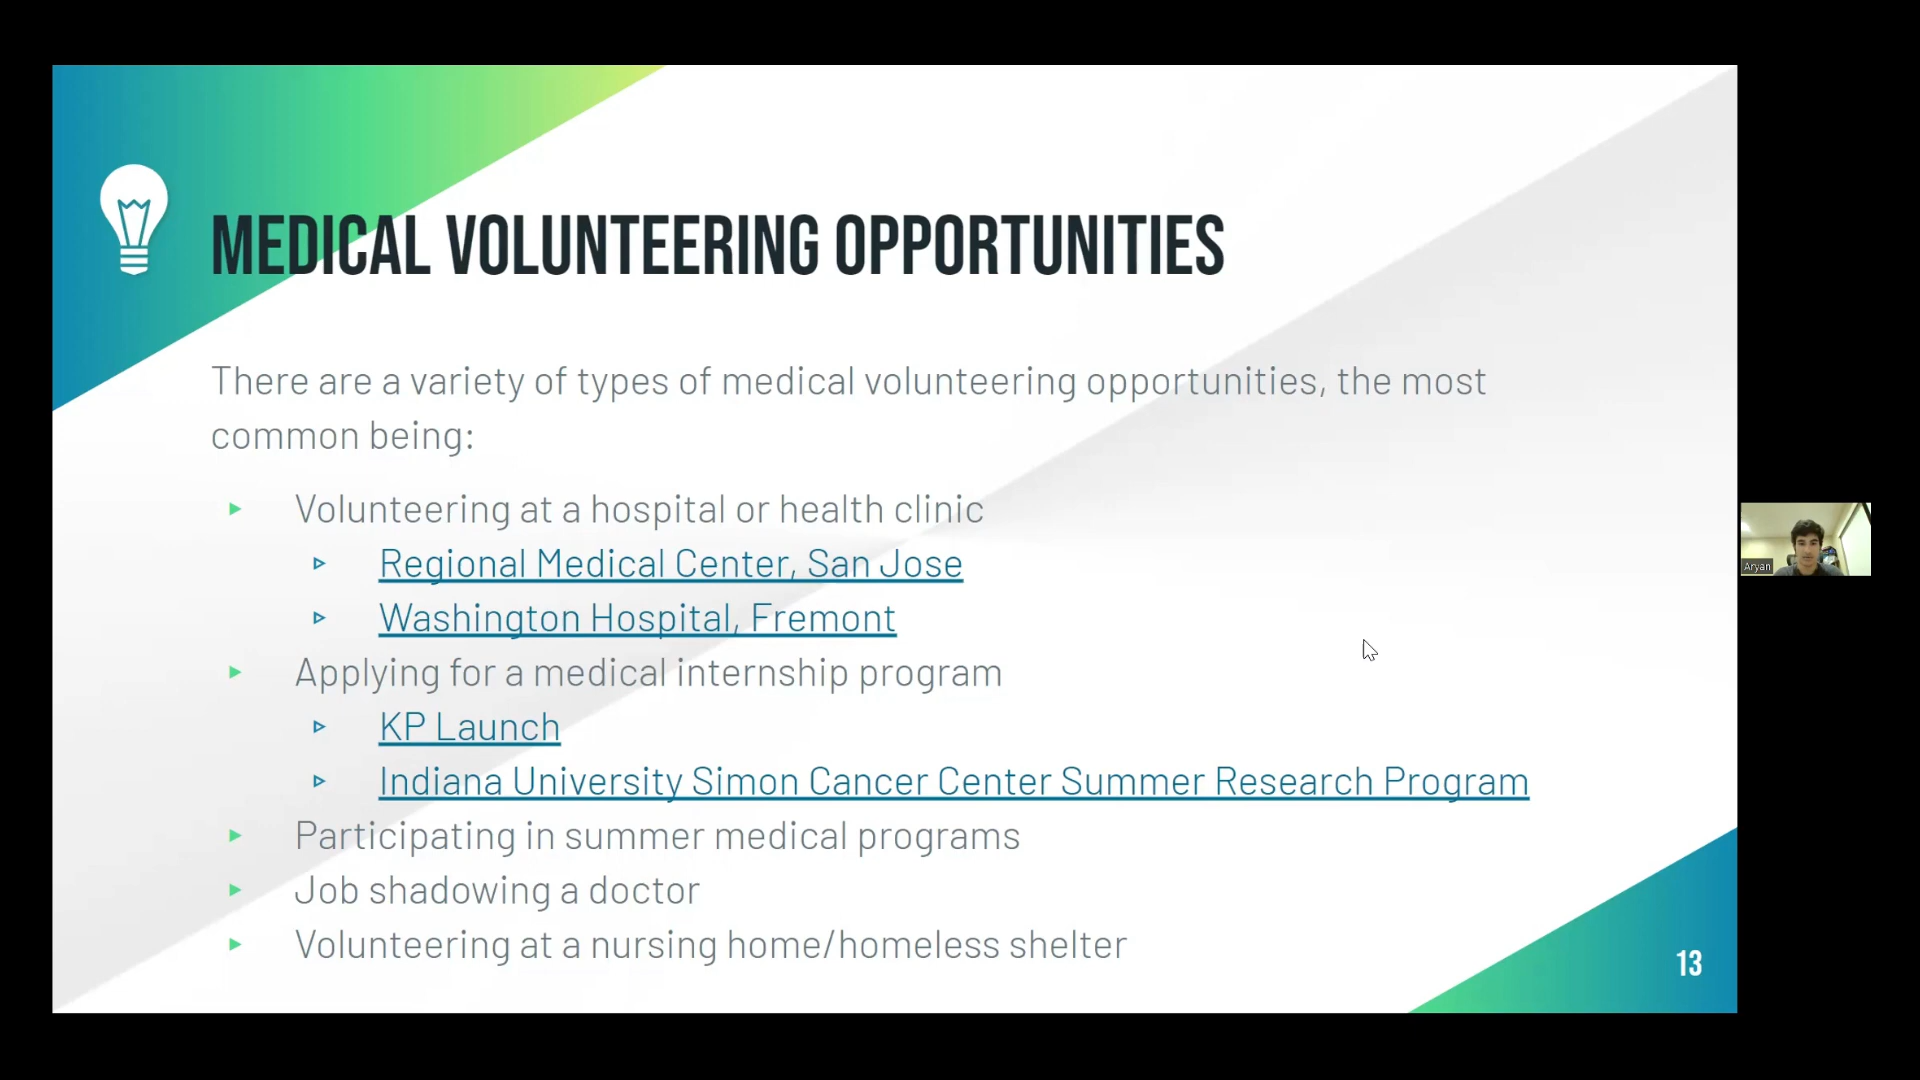 MEDICAL VOLUNTEERING OPPORTUNITIES
There are a variety of types of medical volunteering opportunities, the most
common being:
Volunteering at a hospital or health clinic
Regional Medical Center, San Jose
Washington Hospital, Fremont
Applying for a medical internship program
KP Launch
Indiana University Simon Cancer Center Summer Research Program
Participating in summer medical programs
Job shadowing a doctor
Volunteering at a nursing home/homeless shelter
13
Aryan